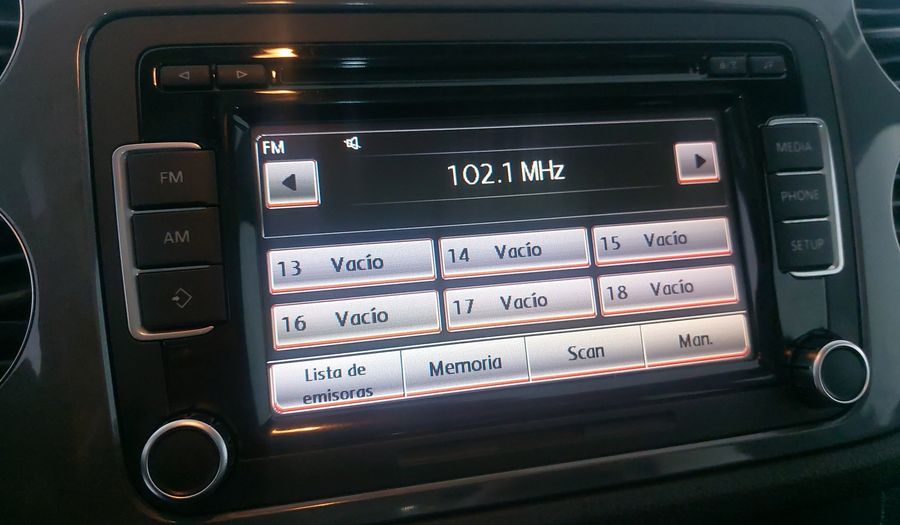 FM
102.1 MHz
FM
AM
MEDIA
PHONE
SETUP
13 Vacío
14 Vacío
15 Vacío
16 Vacío
17 Vacío
18 Vacío
Lista de
emisoras
Memoria
Scan
Man.